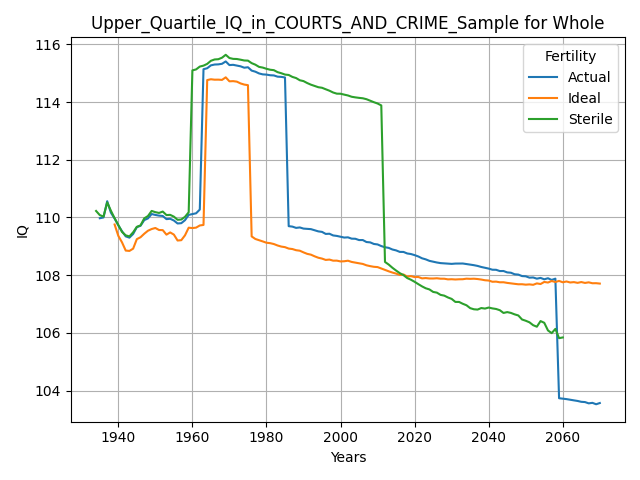 Upper_Quartile_IQ_in_COURTS_AND_CRIME_Sample for Whole
Fertility
Actual
Ideal
Sterile
116
114
112
110
108
106
104
IQ
1940
1960
1980
2000
2020
2040
2060
Years